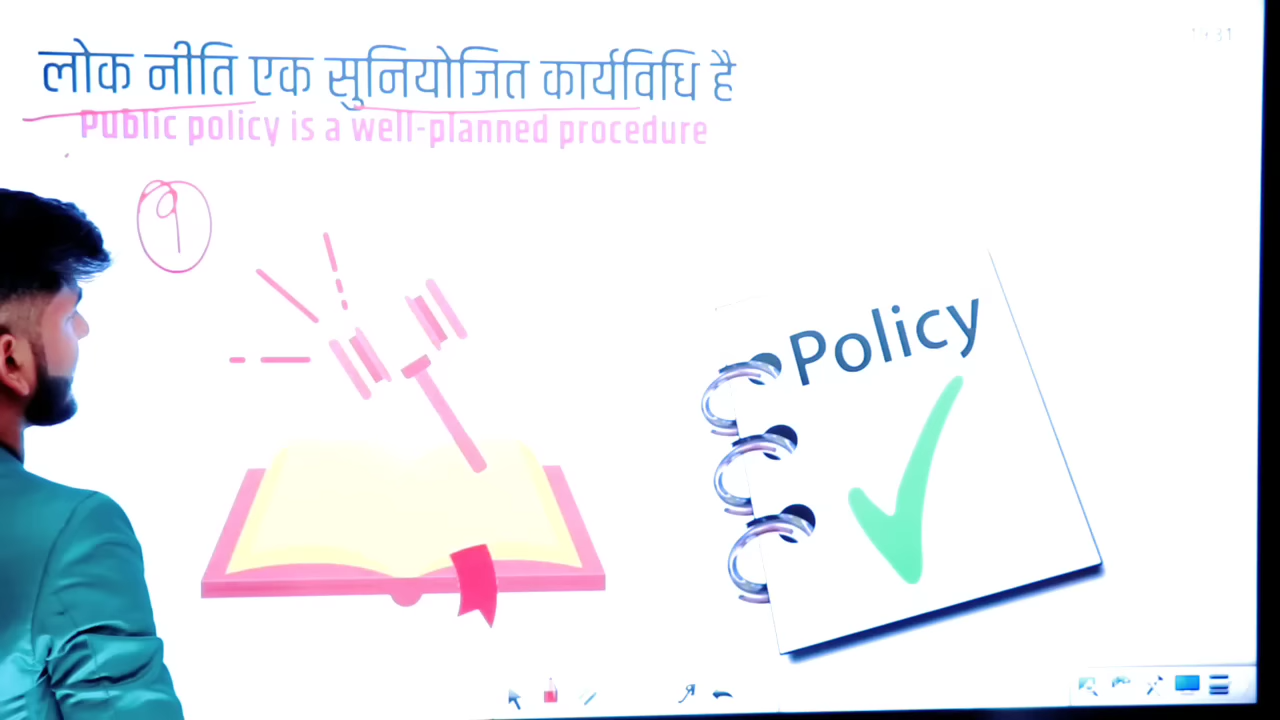 लोक नीति एक सुनियोजित कार्यविधि है
Public policy is a well-planned procedure
Policy